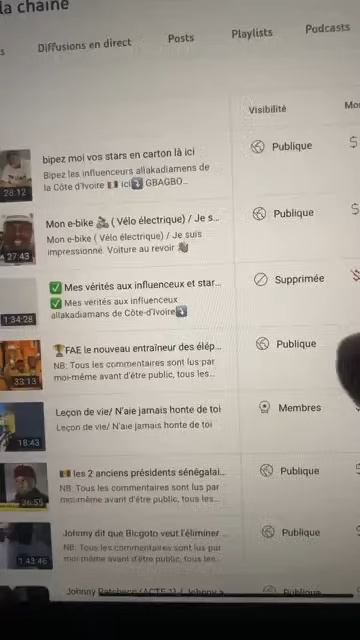 la chaîne
s
Diffusions en direct
Posts
Playlists
Podcasts
Visibilité
28:12
bipez moi vos stars en carton là ici
Bipez les influenceurs allakadiamens de
la Côte d'Ivoire 🇨🇮 ici⤵️ GBAGBO...
Publique
27:43
Mon e-bike 🚲 ( Vélo électrique) / Je s...
Mon e-bike ( Vélo électrique) / Je suis
impressionné. Voiture au revoir 👋🏿
Publique
1:34:28
✅ Mes vérités aux influenceux et star...
✅ Mes vérités aux influenceux
allakadiamans de Côte-d'Ivoire⤵️
Supprimée
33:13
🏆FAE le nouveau entraîneur des élép...
NB: Tous les commentaires sont lus par
moi-même avant d'être public, tous les...
Publique
18:43
Leçon de vie/ N'aie jamais honte de toi
Leçon de vie/ N'aie jamais honte de toi
Membres
26:55
🇸🇳 les 2 anciens présidents sénégalai...
NB: Tous les commentaires sont lus par
moi-même avant d'être public, tous les...
Publique
1:43:46
Johnny dit que Bicgoto veut l'éliminer ...
NB: Tous les commentaires sont lus par
moi-même avant d'être public, tous les...
Publique
Johnny
Publique